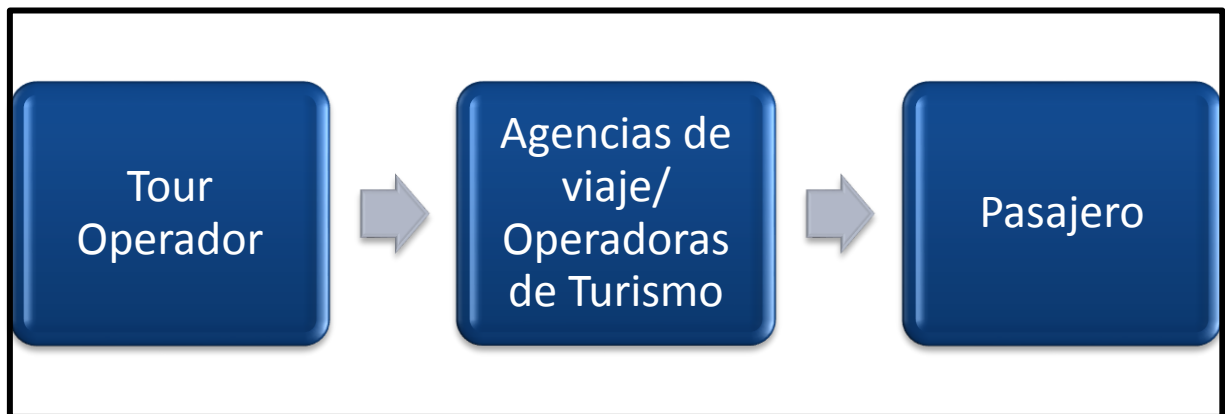 Tour
Operador
Agencias de
viaje/
Operadoras
de Turismo
Pasajero